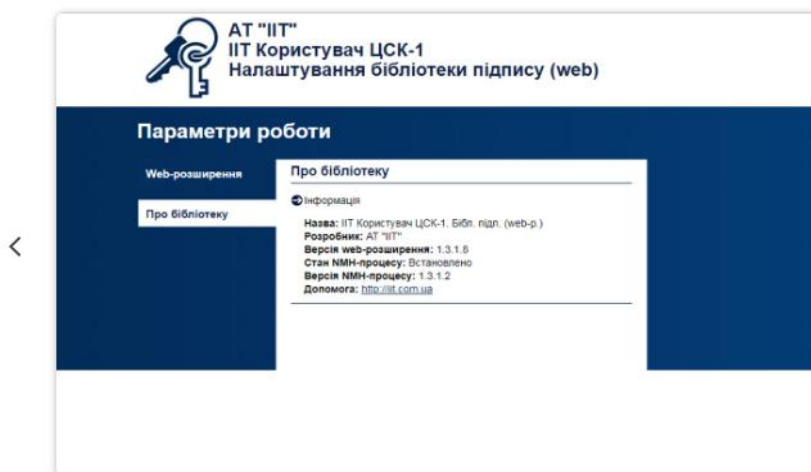 АТ "ІІТ"
ІІТ Користувач ЦСК-1
Налаштування бібліотеки підпису (web)
Параметри роботи
Web-розширення
Про бібліотеку
Про бібліотеку
Інформація
Назва: ІІТ Користувач ЦСК-1. Бібл. підп. (web-р.)
Розробник: АТ "ІІТ"
Версія web-розширення: 1.3.1.8
Стан NMH-процесу: Встановлено
Версія NMH-процесу: 1.3.1.2
Допомога: http://iit.com.ua